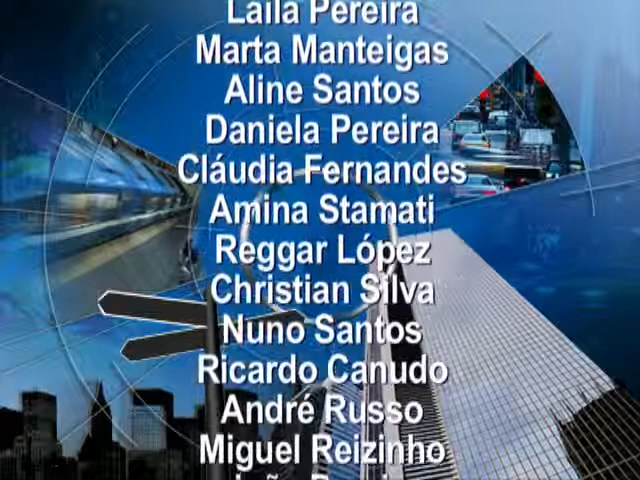 Laila Pereira
Marta Manteigas
Aline Santos
Daniela Pereira
Cláudia Fernandes
Amina Stamati
Reggar López
Christian Silva
Nuno Santos
Ricardo Canudo
André Russo
Miguel Reizinho